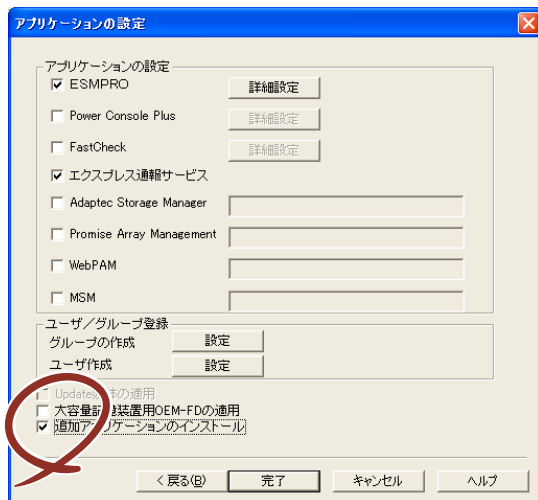 アプリケーションの設定
アプリケーションの設定
ESMPRO 詳細設定
Power Console Plus 詳細設定
FastCheck 詳細設定
エクスプレス通報サービス
Adaptec Storage Manager
Promise Array Management
WebPAM
MSM
ユーザ/グループ登録
グループの作成 設定
ユーザ作成 設定
Update 体の適用
大容量記憶装置用OEM-FDの適用
追加アプリケーションのインストール
< 戻る(B) 完了 キャンセル ヘルプ